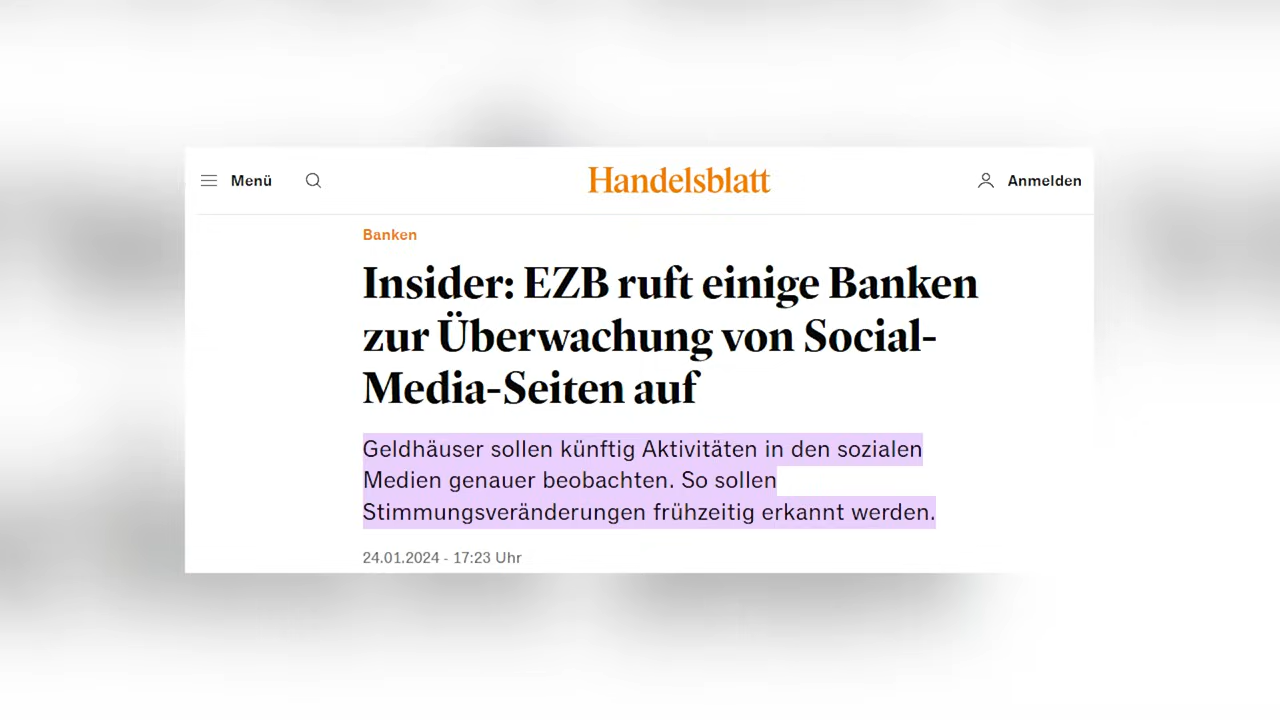 Menü
Handelsblatt
Anmelden
Banken
Insider: EZB ruft einige Banken
zur Überwachung von Social-
Media-Seiten auf
Geldhäuser sollen künftig Aktivitäten in den sozialen
Medien genauer beobachten. So sollen
Stimmungsveränderungen frühzeitig erkannt werden.
24.01.2024 - 17:23 Uhr